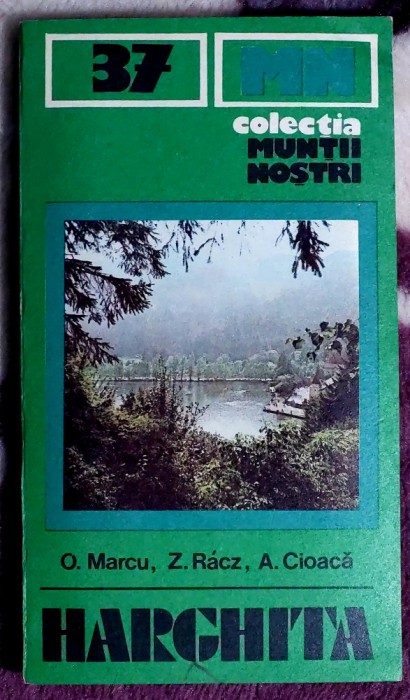 37
MN
colecția
MUNȚII
NOȘTRI
O. Marcu, Z. Rácz, A. Cioacă
HARGHITA